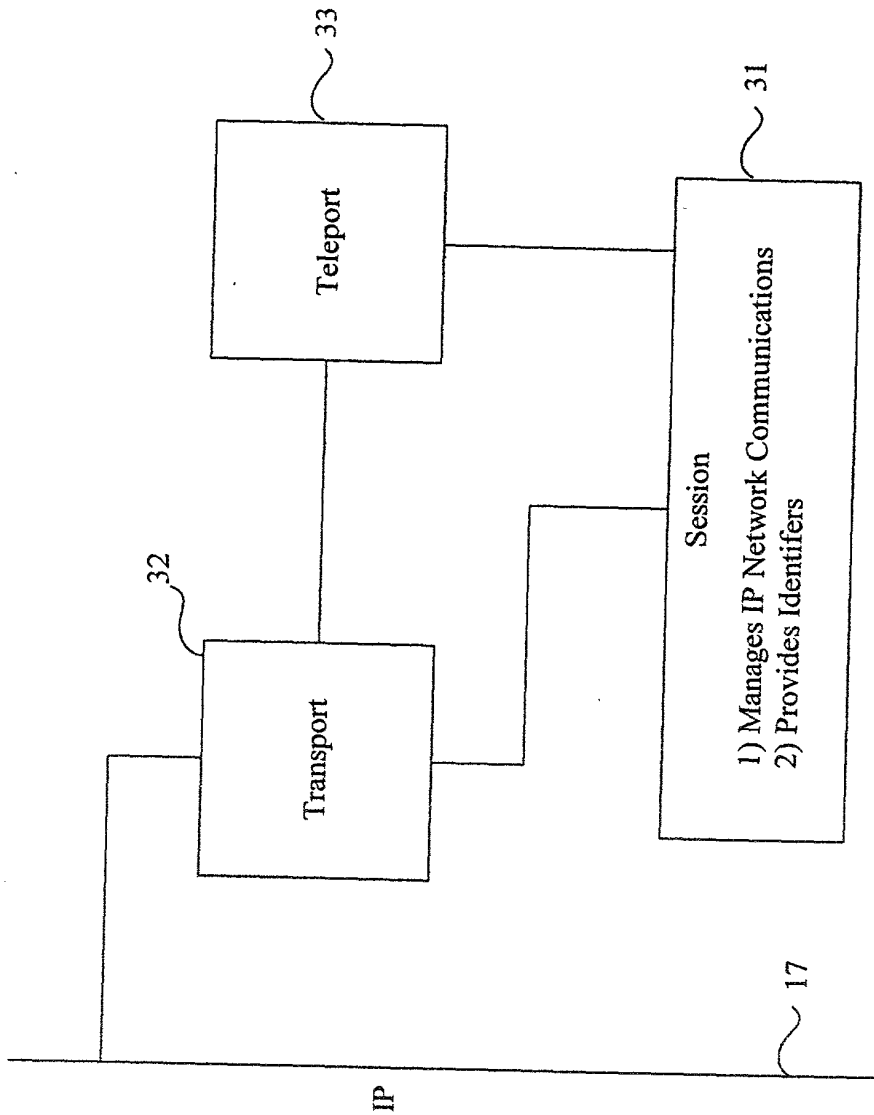 33
Teleport
32
Transport
31
Session
1) Manages IP Network Communications
2) Provides Identifers
17
IP